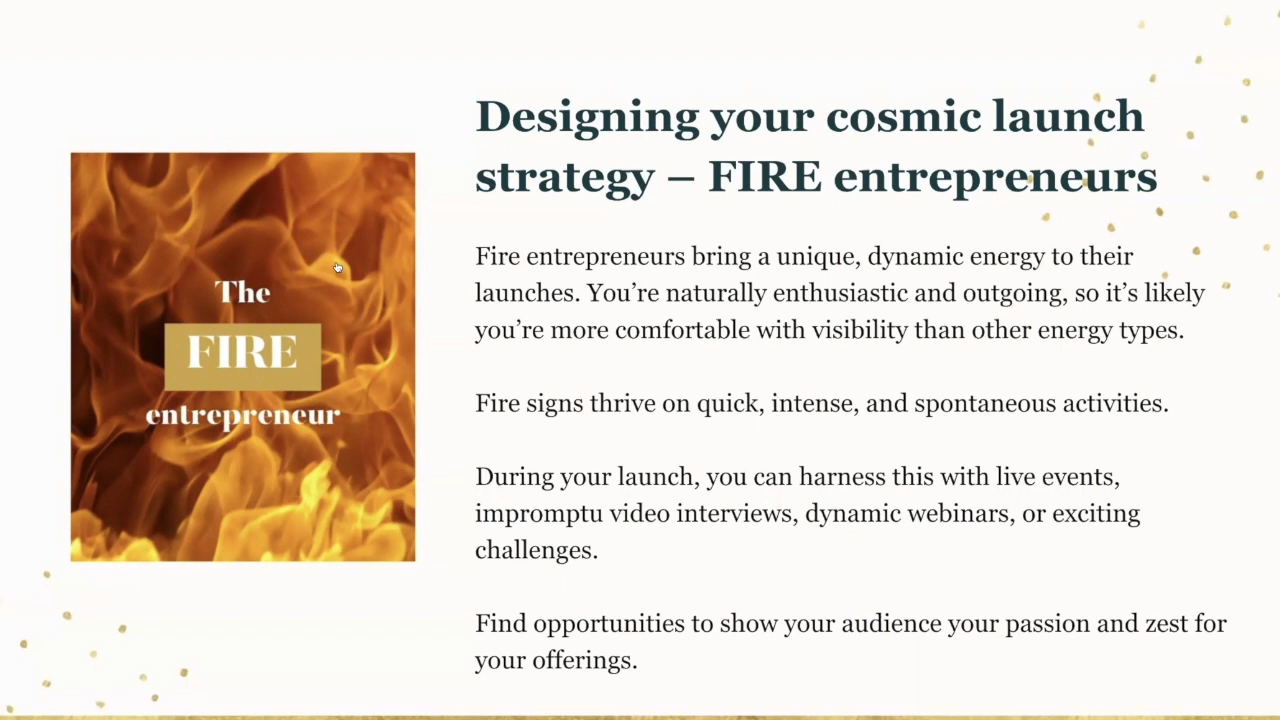 Designing your cosmic launch
strategy – FIRE entrepreneurs
The
FIRE
entrepreneur
Fire entrepreneurs bring a unique, dynamic energy to their
launches. You’re naturally enthusiastic and outgoing, so it’s likely
you’re more comfortable with visibility than other energy types.
Fire signs thrive on quick, intense, and spontaneous activities.
During your launch, you can harness this with live events,
impromptu video interviews, dynamic webinars, or exciting
challenges.
Find opportunities to show your audience your passion and zest for
your offerings.